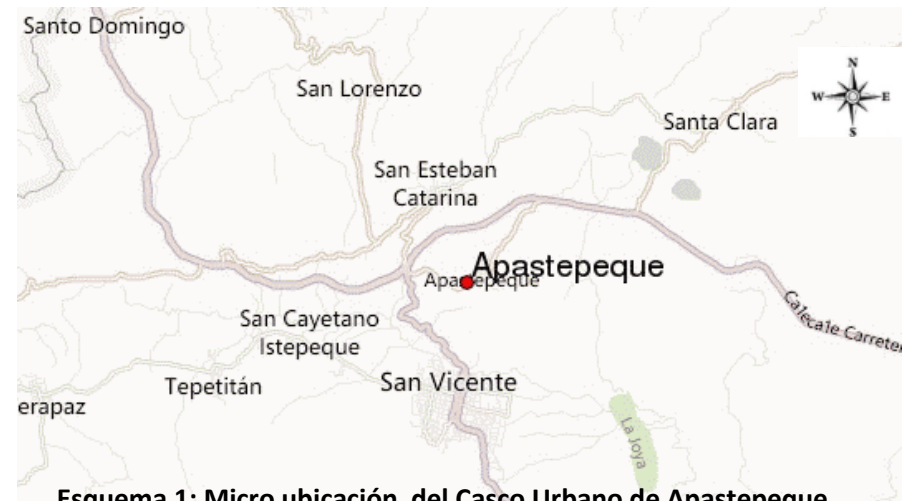 Santo Domingo
San Lorenzo
N
W E
S
Santa Clara
San Esteban
Catarina
Apastepeque
Apastepeque
San Cayetano
Istepeque
Tepetitán
San Vicente
erapaz
La Joya
Esquema 1: Micro ubicación del Casco Urbano de Apastepeque